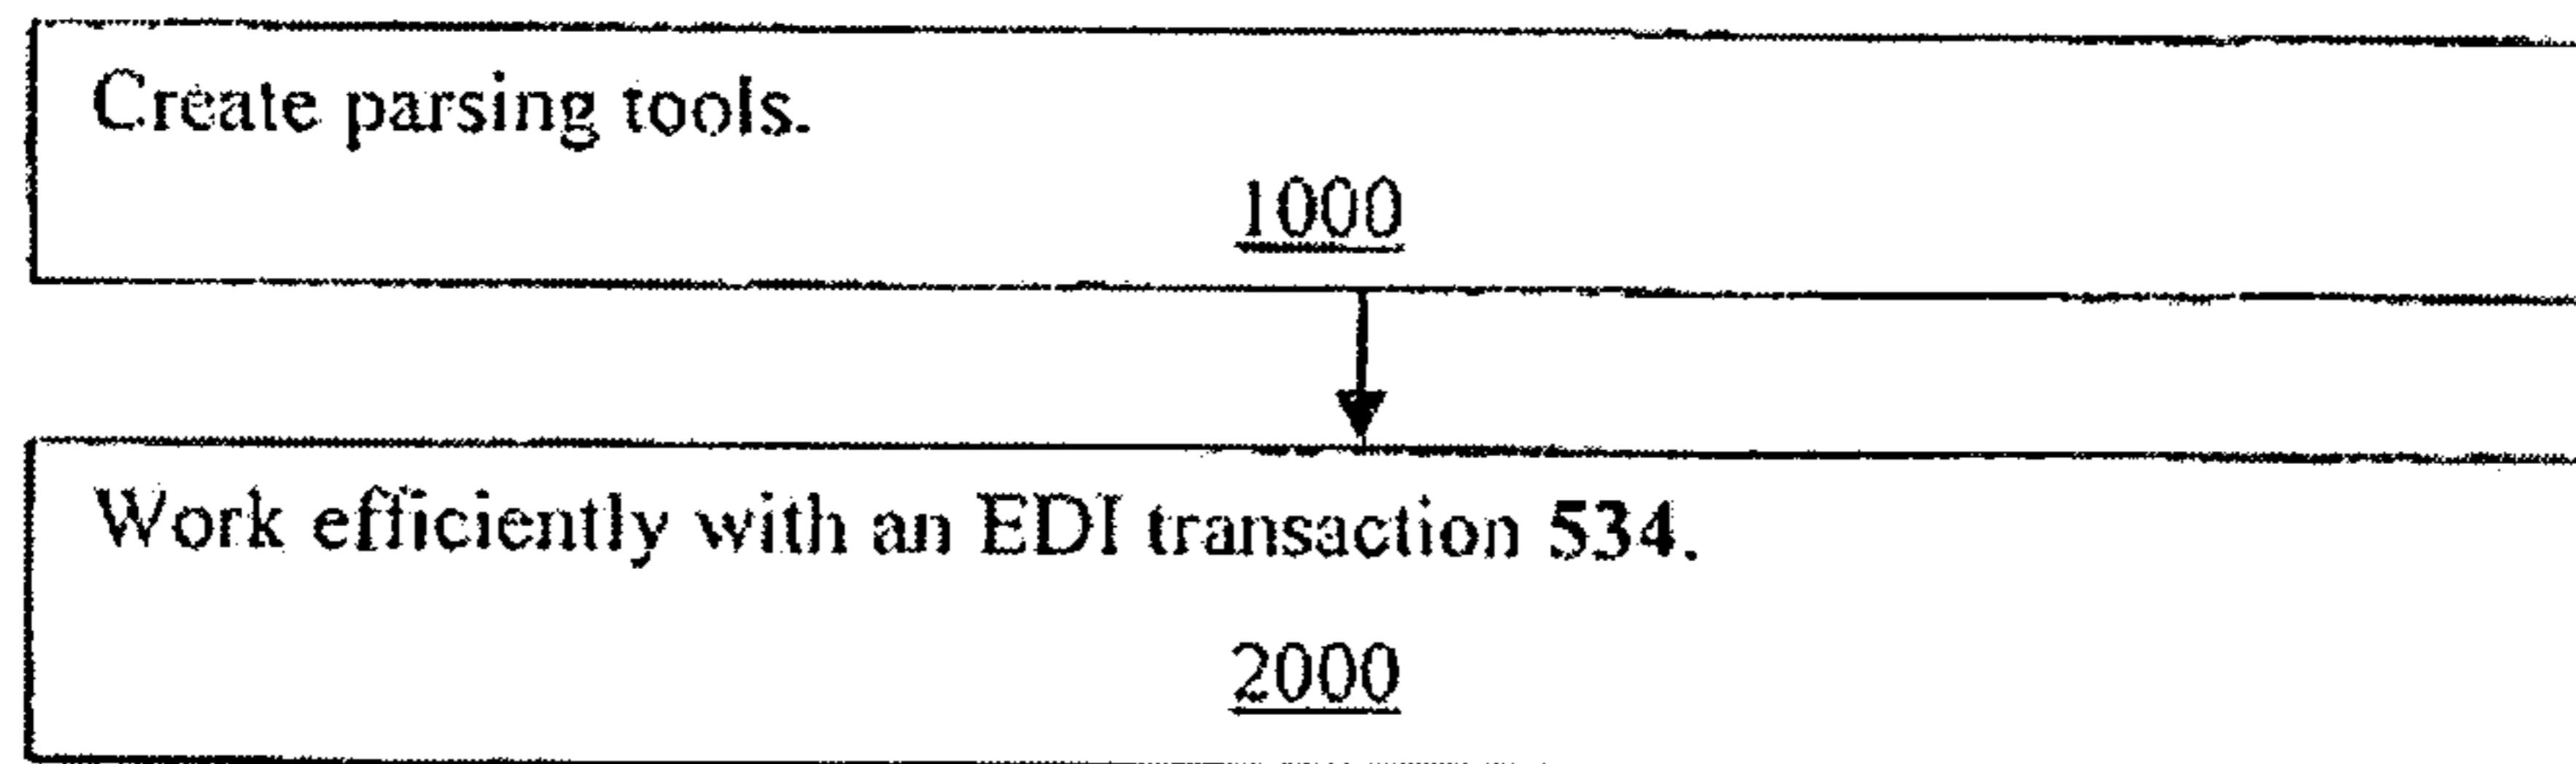 Create parsing tools.
1000
Work efficiently with an EDI transaction 534.
2000